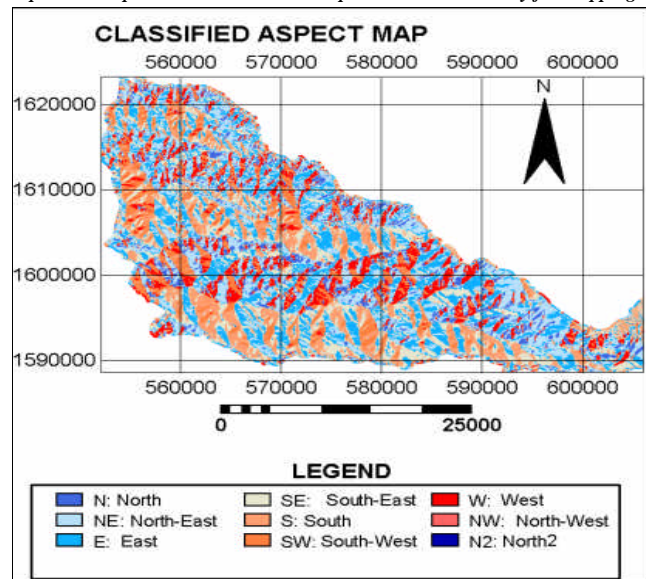 CLASSIFIED ASPECT MAP
560000 570000 580000 590000 600000
N
1620000
1610000
1600000
1590000
560000 570000 580000 590000 600000
0 25000
LEGEND
N: North SE: South-East W: West
NE: North-East S: South NW: North-West
E: East SW: South-West N2: North2